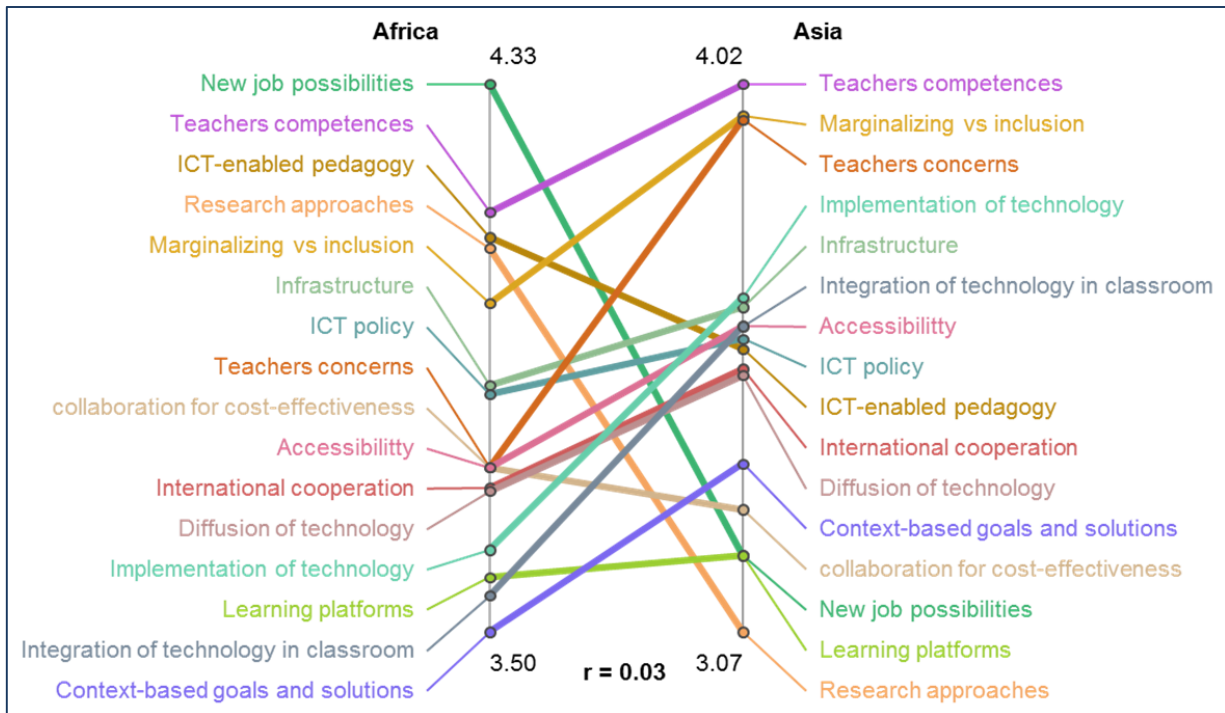 Africa
Asia
4.33
4.02
New job possibilities
Teachers competences
ICT-enabled pedagogy
Research approaches
Marginalizing vs inclusion
Infrastructure
ICT policy
Teachers concerns
collaboration for cost-effectiveness
Accessibilitty
International cooperation
Diffusion of technology
Implementation of technology
Learning platforms
Integration of technology in classroom
Context-based goals and solutions
Teachers competences
Marginalizing vs inclusion
Teachers concerns
Implementation of technology
Infrastructure
Integration of technology in classroom
Accessibilitty
ICT policy
ICT-enabled pedagogy
International cooperation
Diffusion of technology
Context-based goals and solutions
collaboration for cost-effectiveness
New job possibilities
Learning platforms
Research approaches
3.50
r = 0.03
3.07